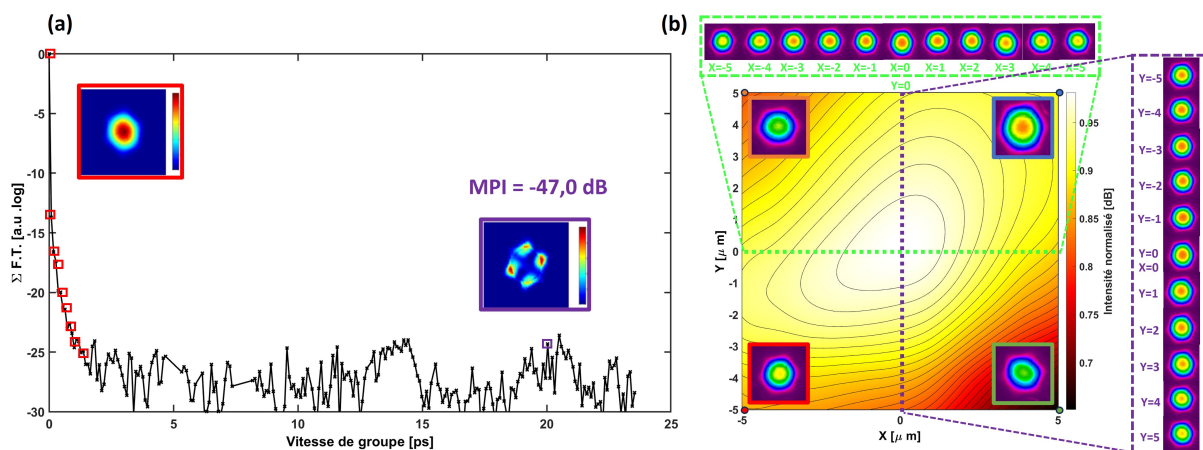 (a)
0
-5
-10
-15
-20
-25
-30
Σ F.T. [a.u .log]
MPI = -47,0 dB
0
5
10
15
20
25
Vitesse de groupe [ps]
(b)
X=-5 X=-4 X=-3 X=-2 X=-1 X=0 X=1 X=2 X=3 X=4 X=5
Y=0
5
4
3
2
1
0
-1
-2
-3
-4
-5
Y [μ m]
-5
0
5
X [μ m]
0.95
0.9
0.85
0.8
0.75
0.7
Intensité normalisé [dB]
Y=-5
Y=-4
Y=-3
Y=-2
Y=-1
Y=0
X=0
Y=1
Y=2
Y=3
Y=4
Y=5